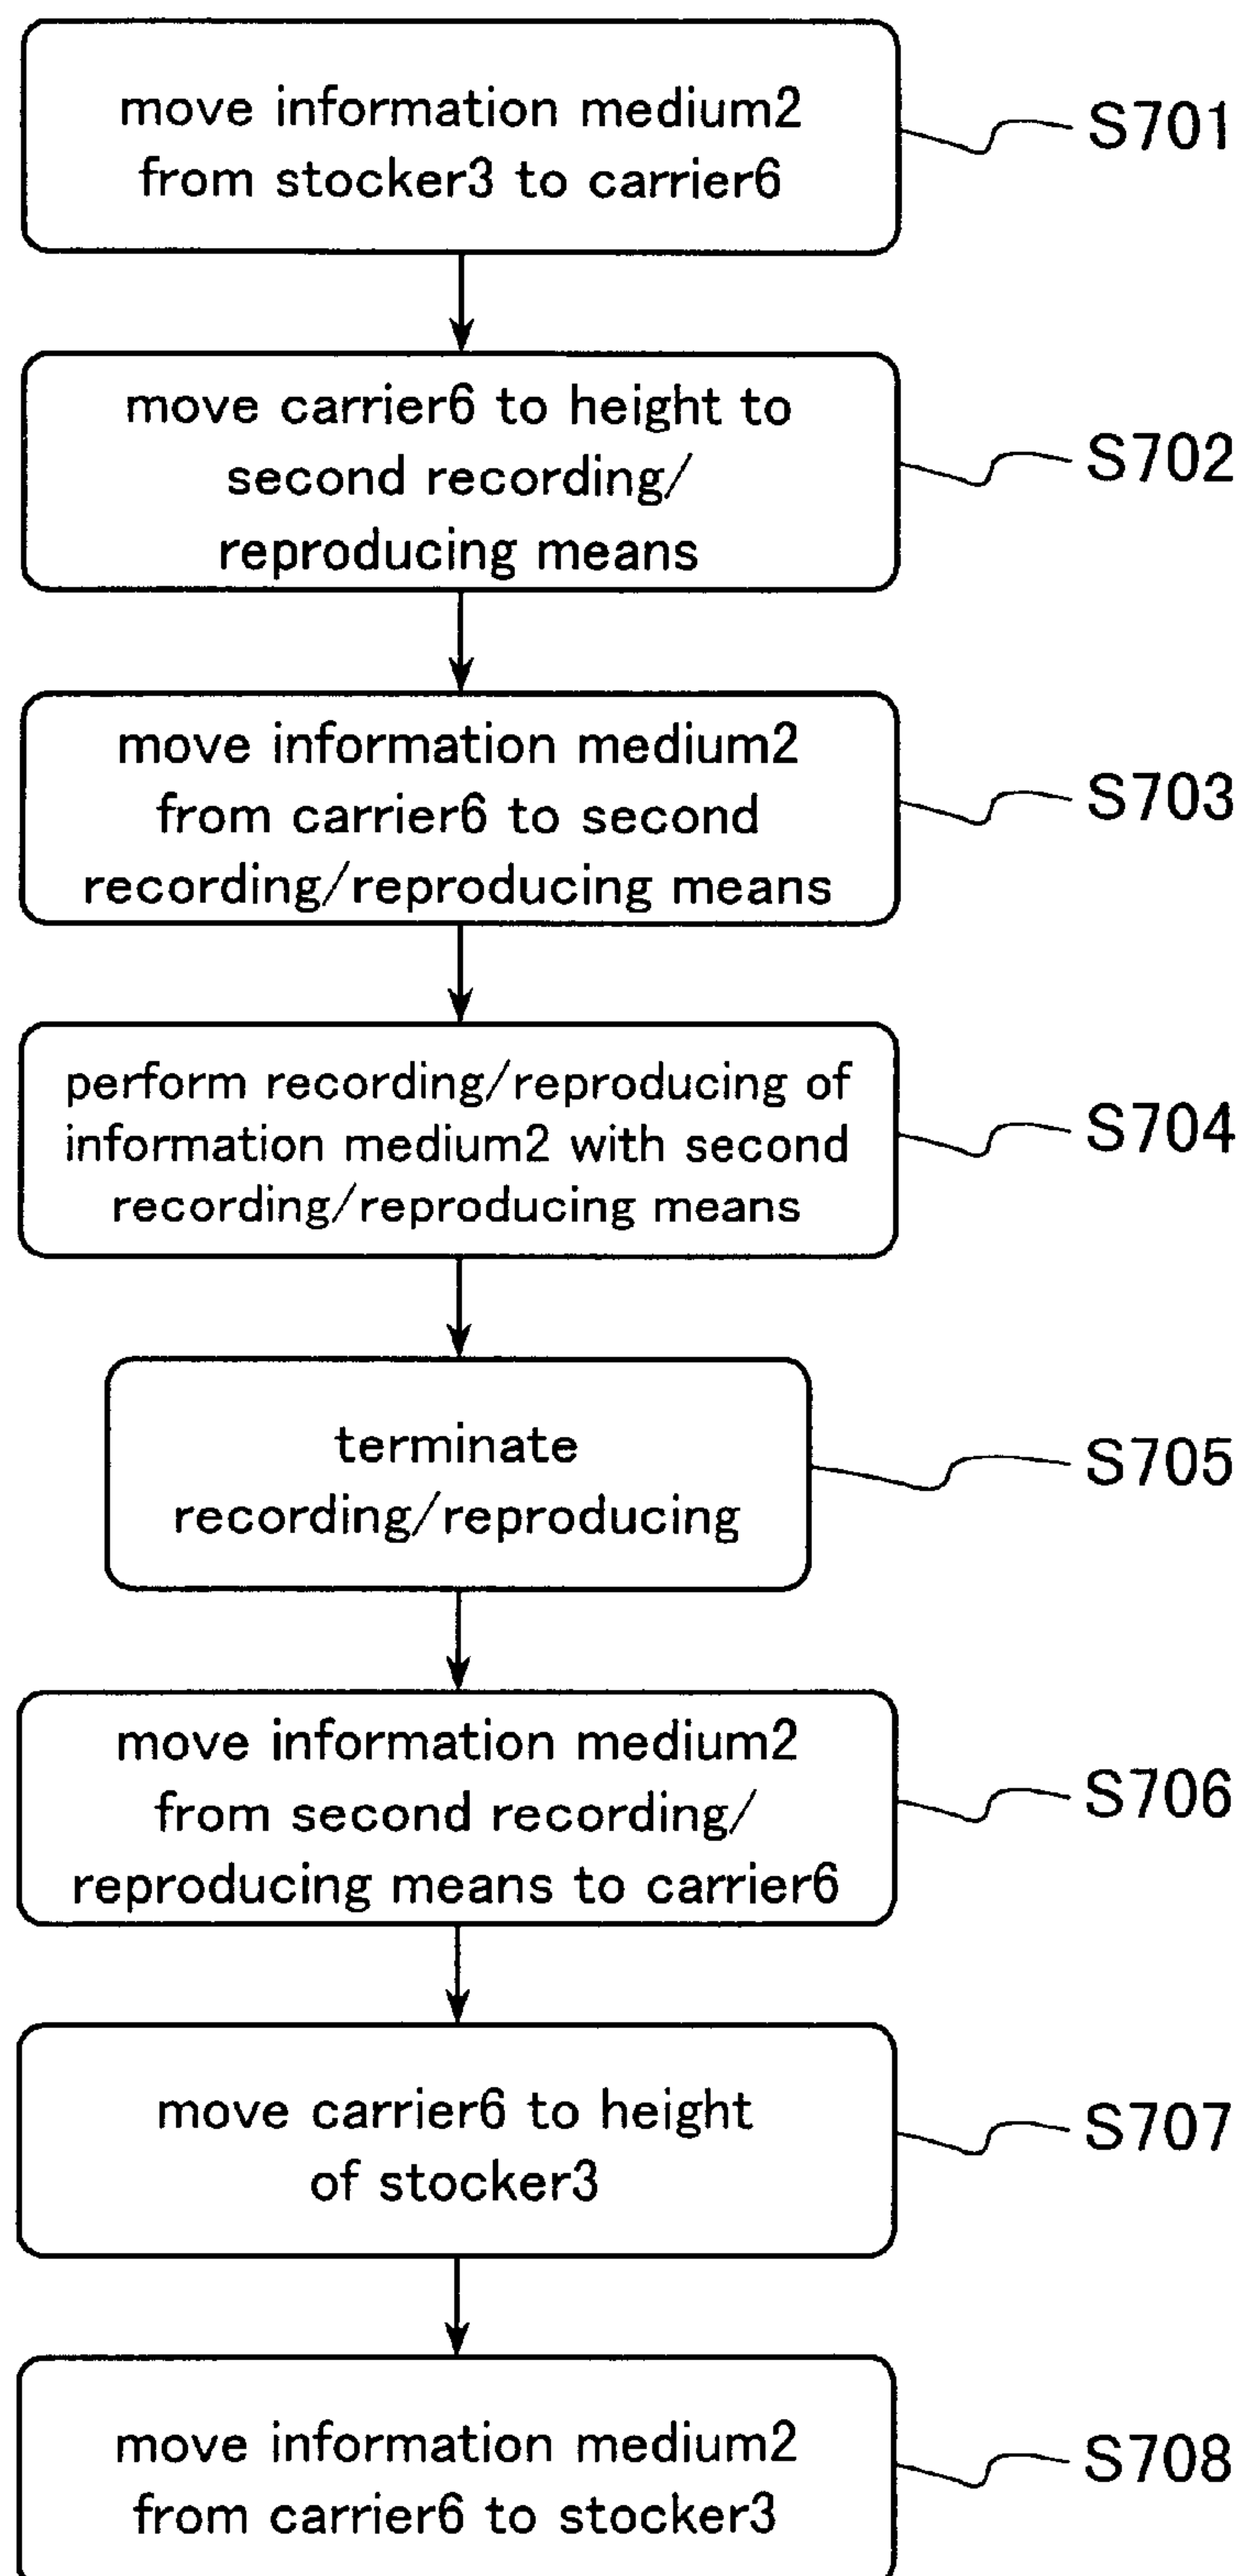 move information medium2
from stocker3 to carrier6
S701
move carrier6 to height to
second recording/
reproducing means
S702
move information medium2
from carrier6 to second
recording/reproducing means
S703
perform recording/reproducing of
information medium2 with second
recording/reproducing means
S704
terminate
recording/reproducing
S705
move information medium2
from second recording/
reproducing means to carrier6
S706
move carrier6 to height
of stocker3
S707
move information medium2
from carrier6 to stocker3
S708